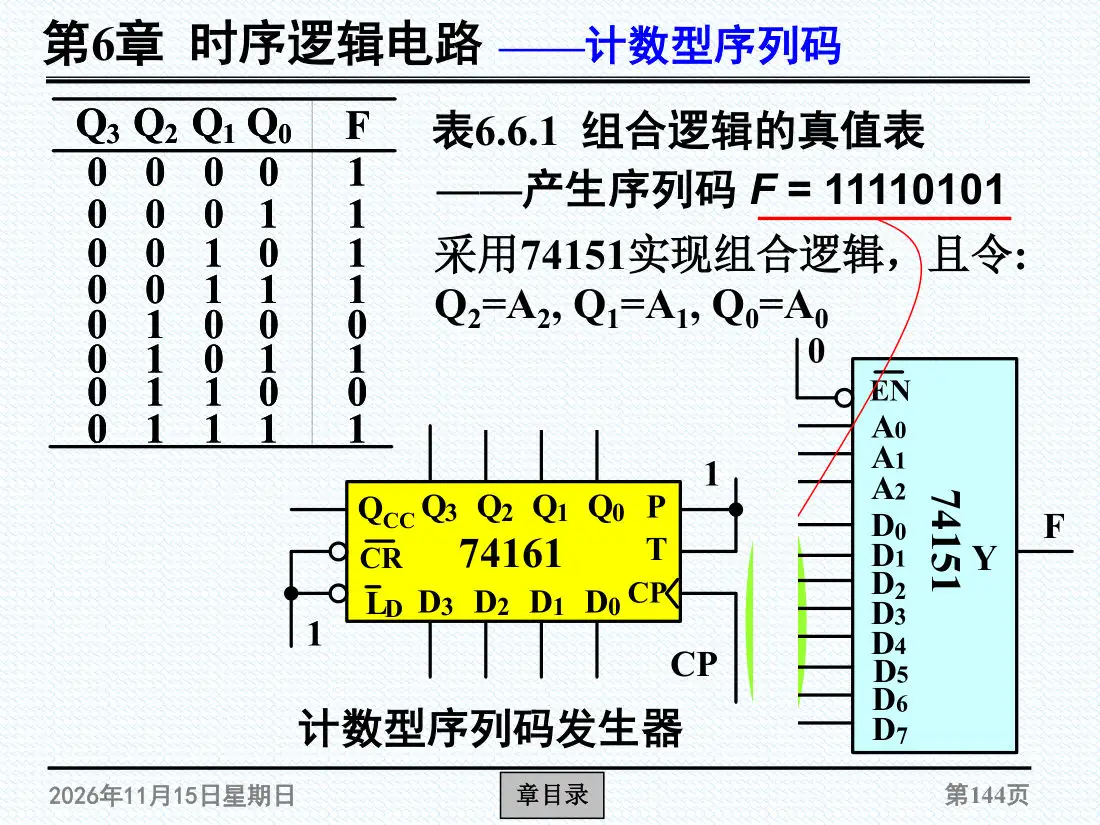 第6章 时序逻辑电路 ——计数型序列码
Q3 Q2 Q1 Q0 F
0 0 0 0 1
0 0 0 1 1
0 0 1 0 1
0 0 1 1 1
0 1 0 0 0
0 1 0 1 1
0 1 1 0 0
0 1 1 1 1
表6.6.1 组合逻辑的真值表
——产生序列码 F = 11110101
采用74151实现组合逻辑，且令:
Q2=A2, Q1=A1, Q0=A0
0
EN
A0
A1
A2
D0
D1
D2
D3
D4
D5
D6
D7
74151
Y
F
1
QCC Q3 Q2 Q1 Q0 P
CR 74161 T
LD D3 D2 D1 D0 CP
1
CP
计数型序列码发生器
2026年11月15日星期日
章目录
第144页